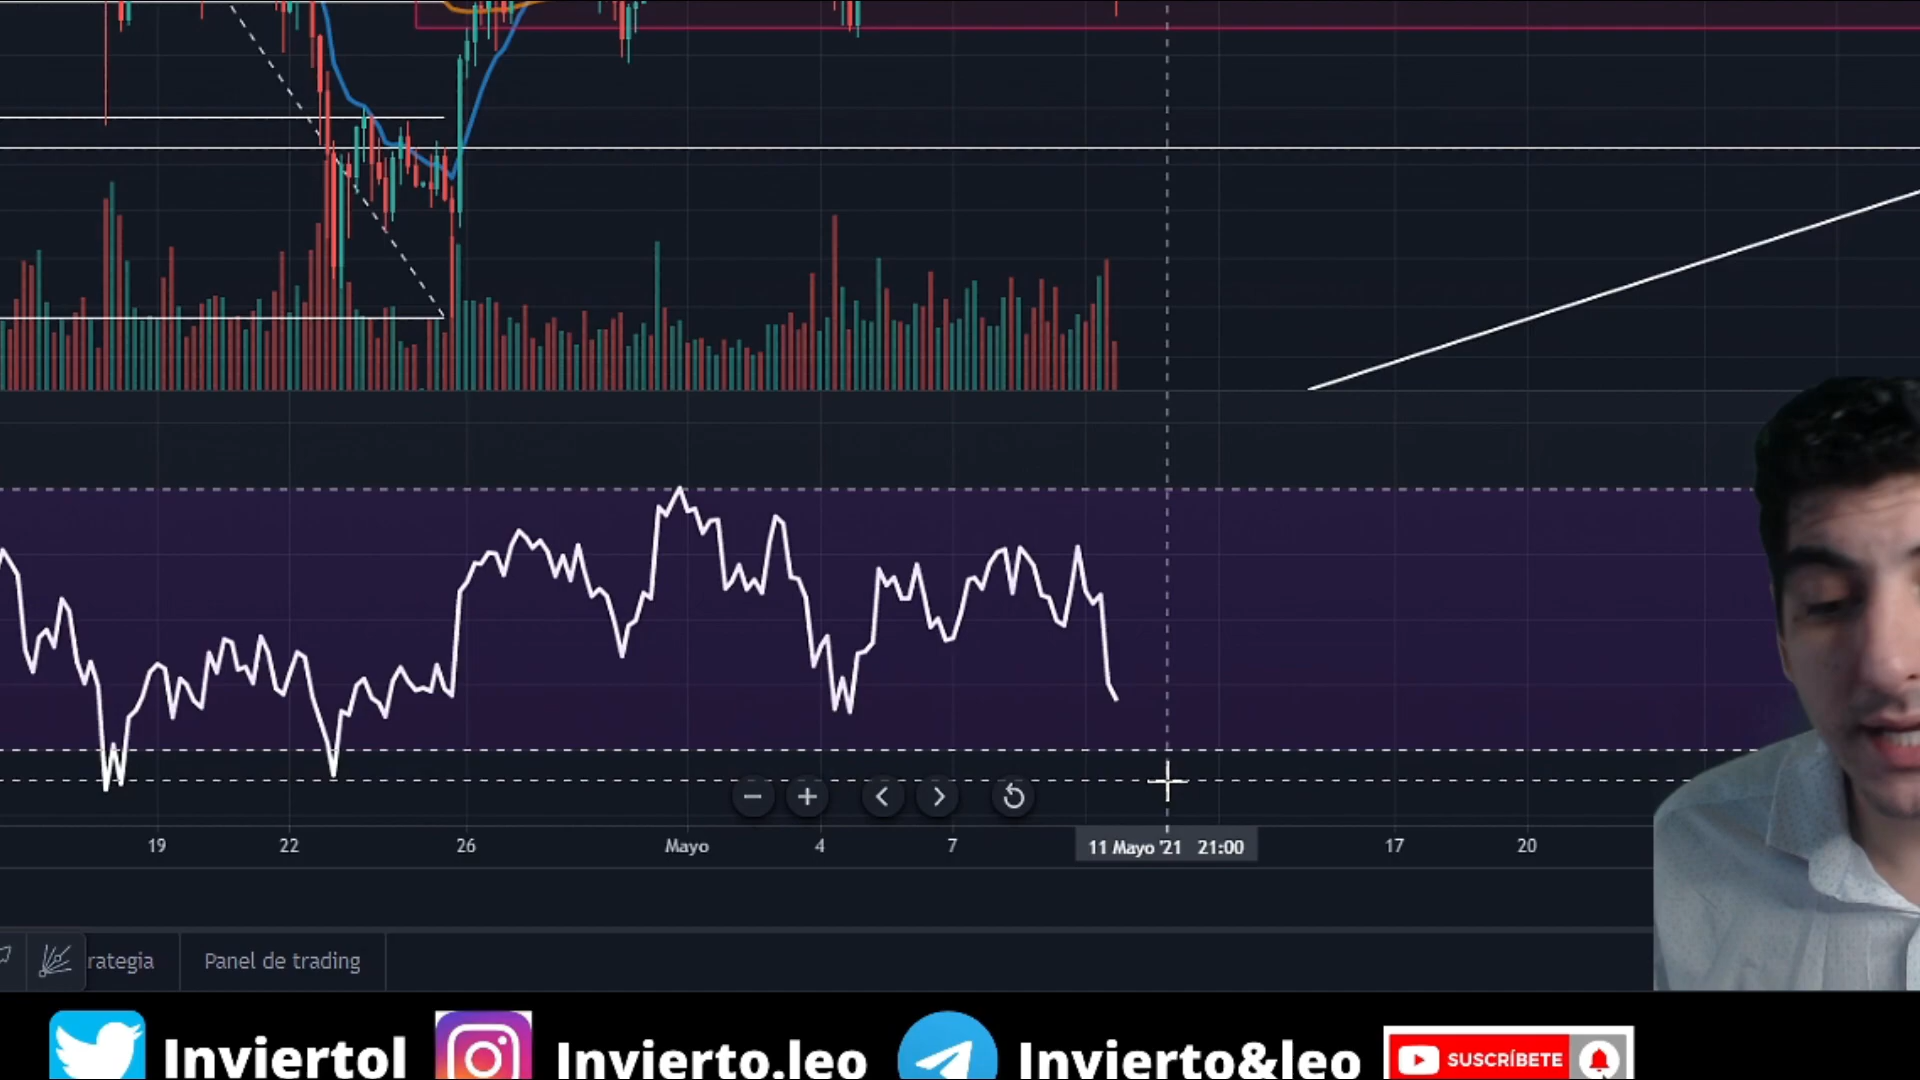 19 22 26 Mayo 4 7 11 Mayo '21 21:00 17 20
rategia Panel de trading
Inviertol Invierto.leo Invierto&leo SUSCRÍBETE